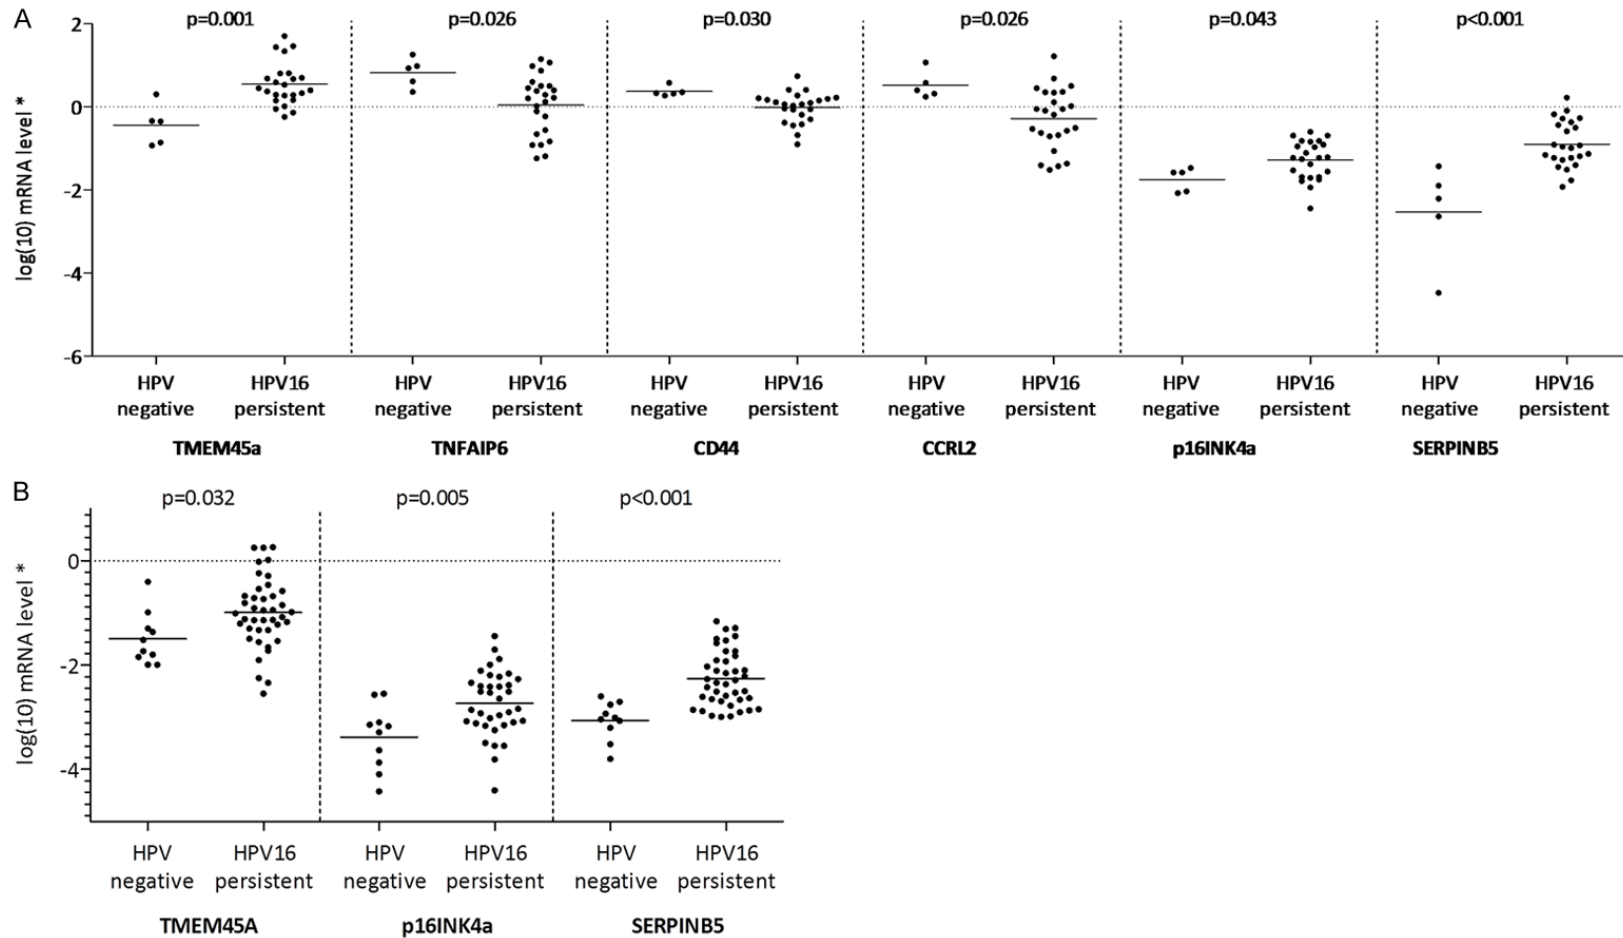 A
p=0.001 p=0.026 p=0.030 p=0.026 p=0.043 p<0.001
log(10) mRNA level *
2
0
-2
-4
-6
HPV HPV16 HPV HPV16 HPV HPV16 HPV HPV16 HPV HPV16 HPV HPV16
negative persistent negative persistent negative persistent negative persistent negative persistent negative persistent
TMEM45a TNFAIP6 CD44 CCRL2 p16INK4a SERPINB5
B
p=0.032 p=0.005 p<0.001
log(10) mRNA level *
0
-2
-4
HPV HPV16 HPV HPV16 HPV HPV16
negative persistent negative persistent negative persistent
TMEM45A p16INK4a SERPINB5